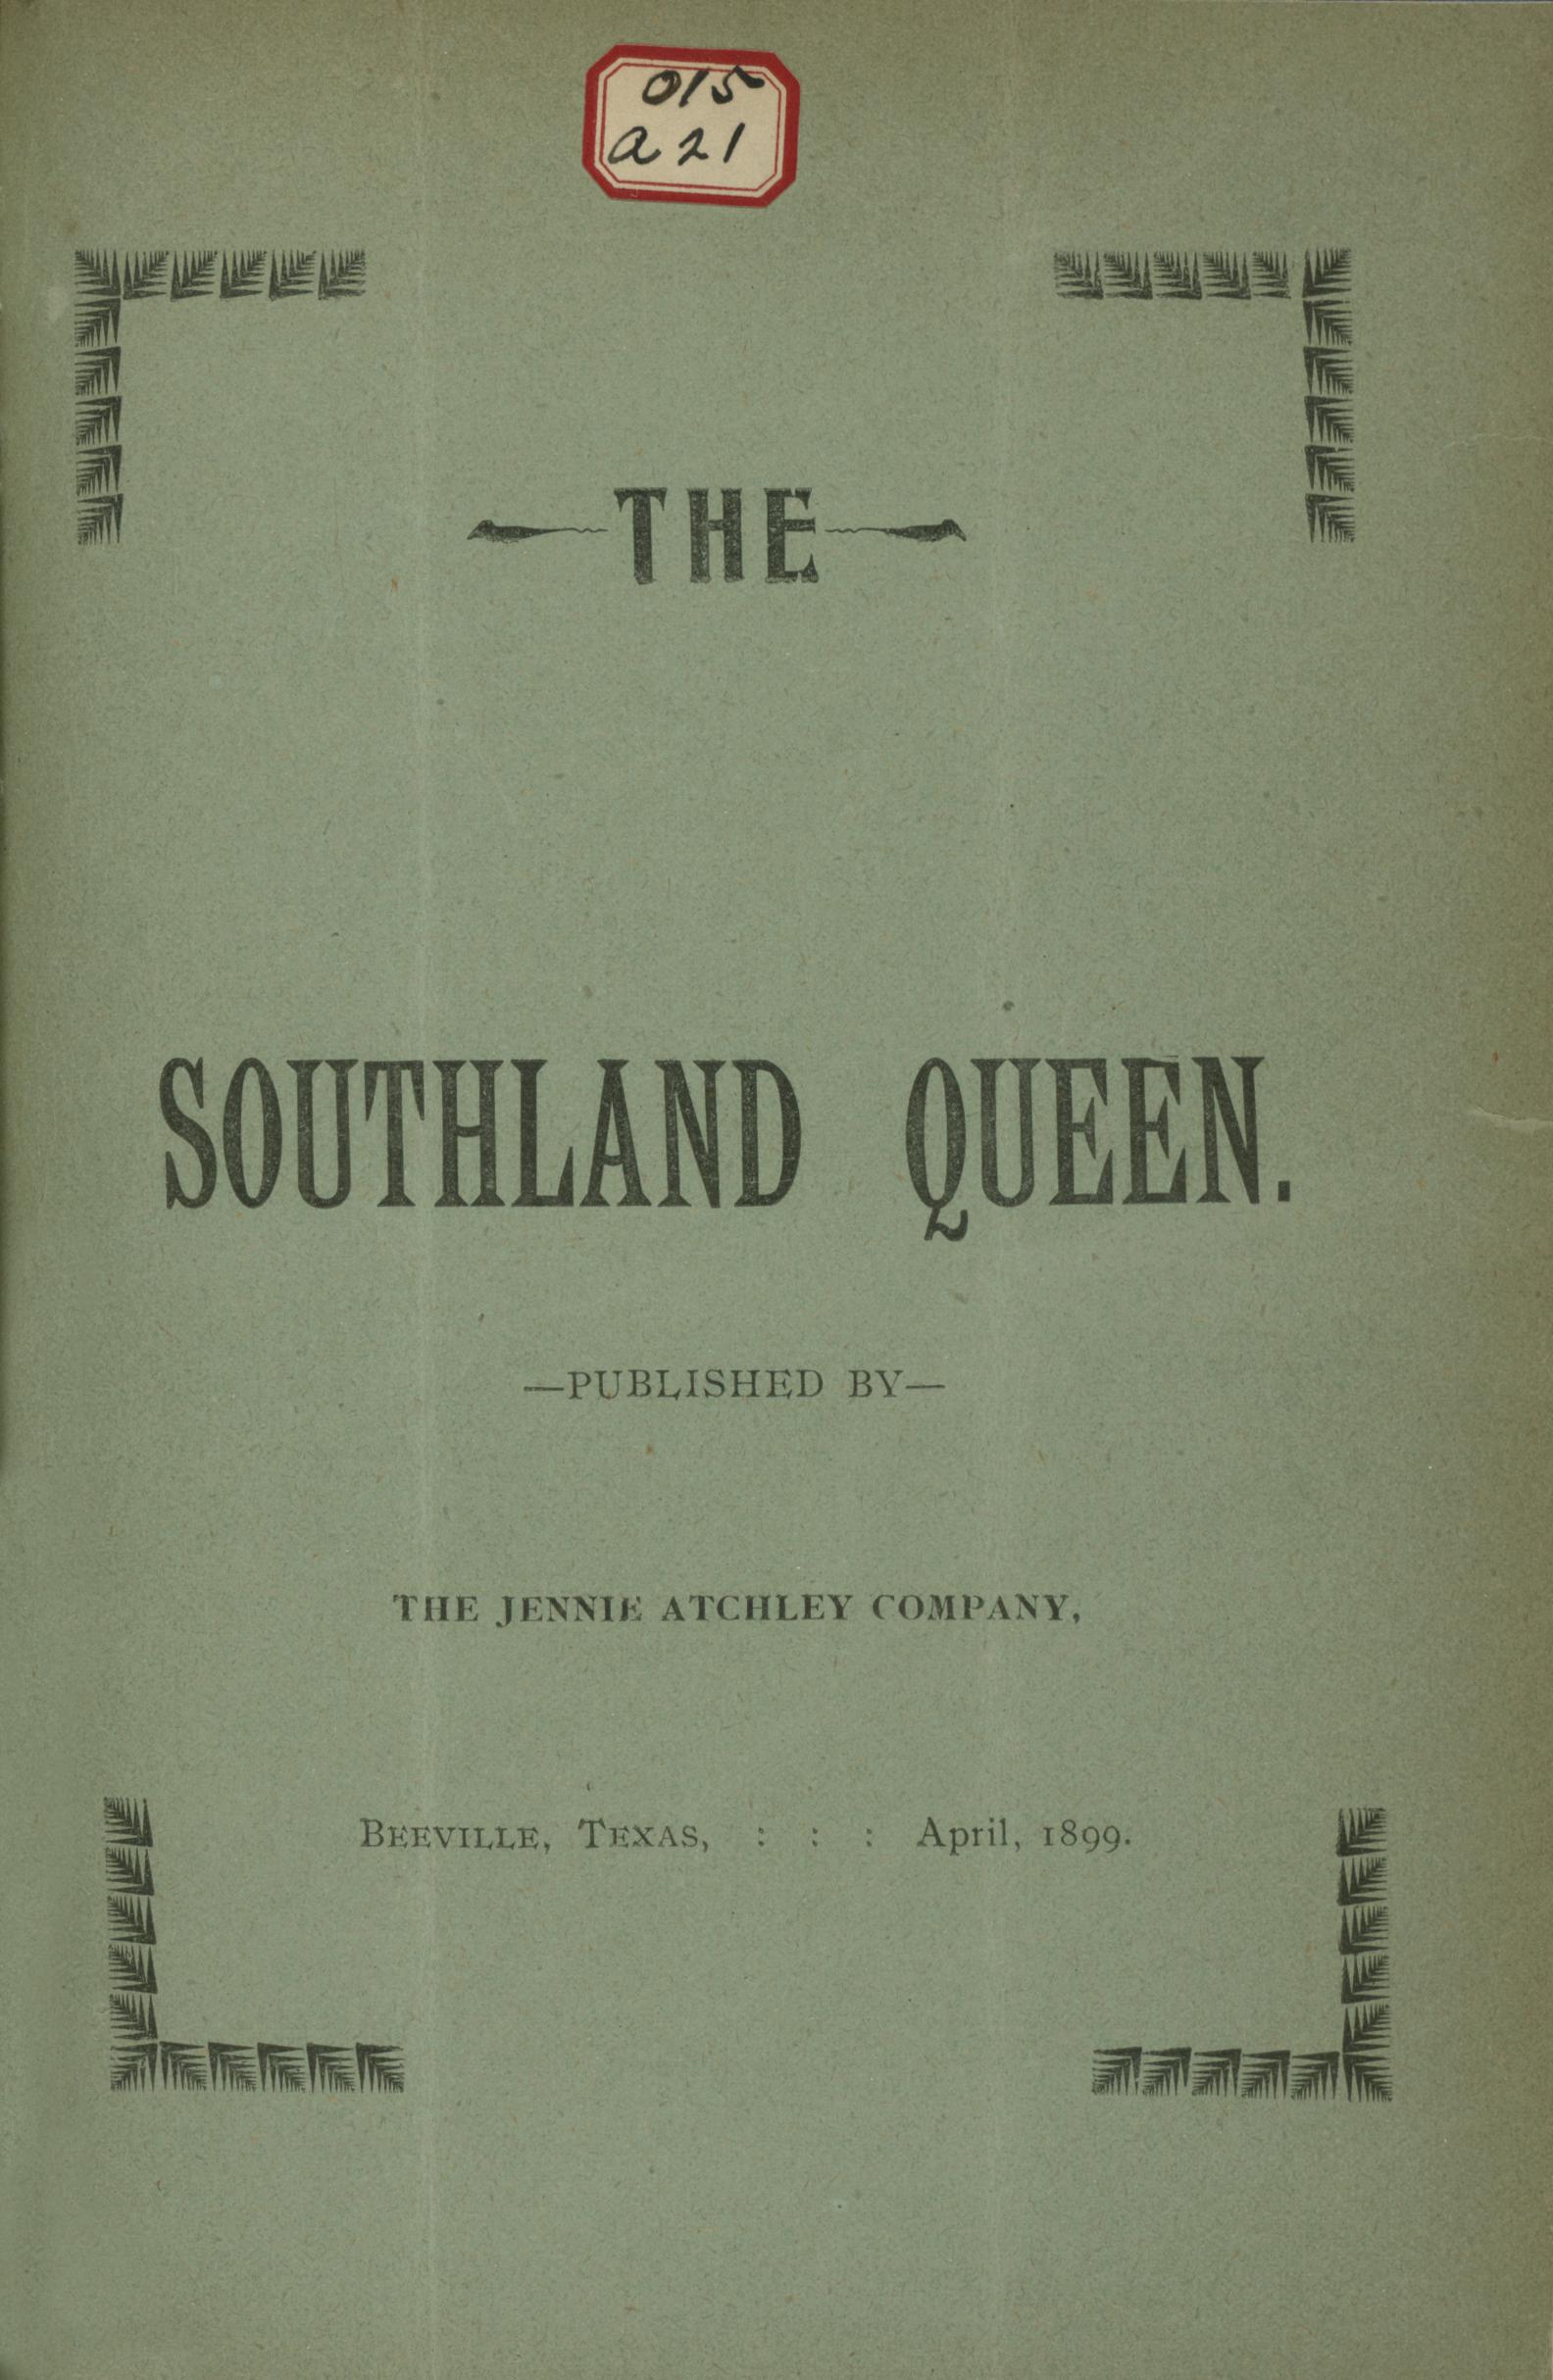 015
a21
THE
SOUTHLAND QUEEN.
—PUBLISHED BY—
THE JENNIE ATCHLEY COMPANY,
BEEVILLE, TEXAS, : : : April, 1899.